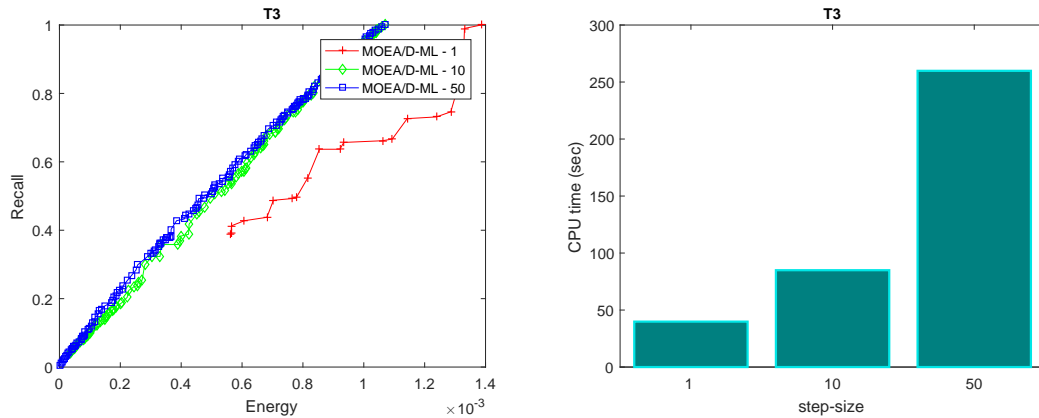 T3
1
0.8
0.6
0.4
0.2
0
Recall
MOEA/D-ML - 1
MOEA/D-ML - 10
MOEA/D-ML - 50
0 0.2 0.4 0.6 0.8 1 1.2 1.4
Energy
×10⁻³
T3
300
250
200
150
100
50
0
CPU time (sec)
1 10 50
step-size